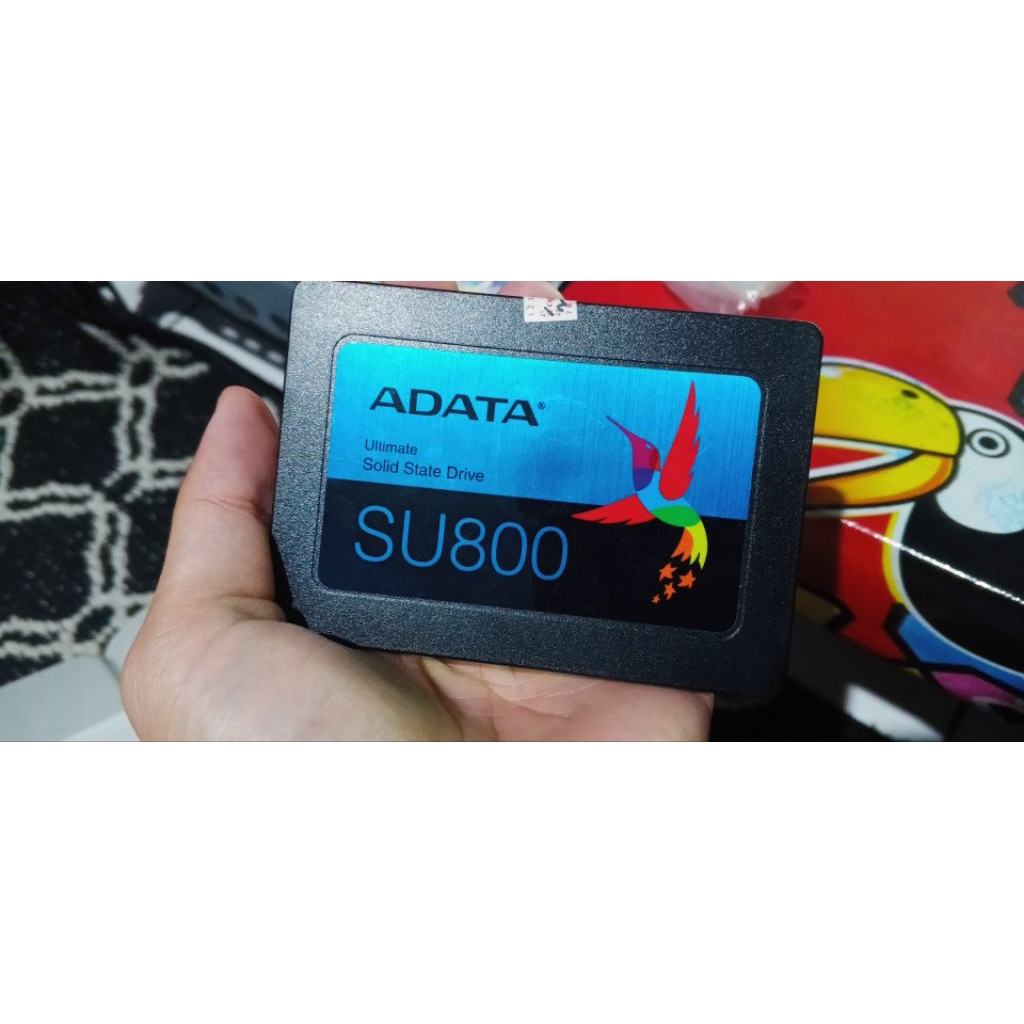 ADATA®
Ultimate
Solid State Drive
SU800